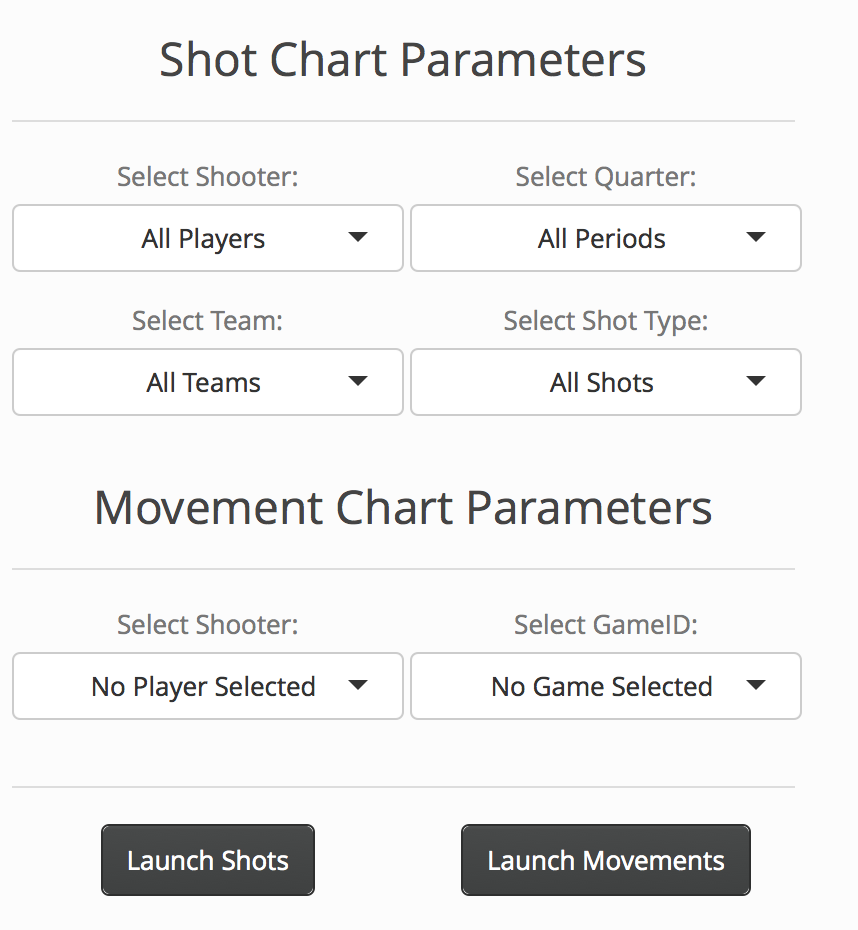 Shot Chart Parameters
Select Shooter: Select Quarter:
All Players All Periods
Select Team: Select Shot Type:
All Teams All Shots
Movement Chart Parameters
Select Shooter: Select GameID:
No Player Selected No Game Selected
Launch Shots Launch Movements